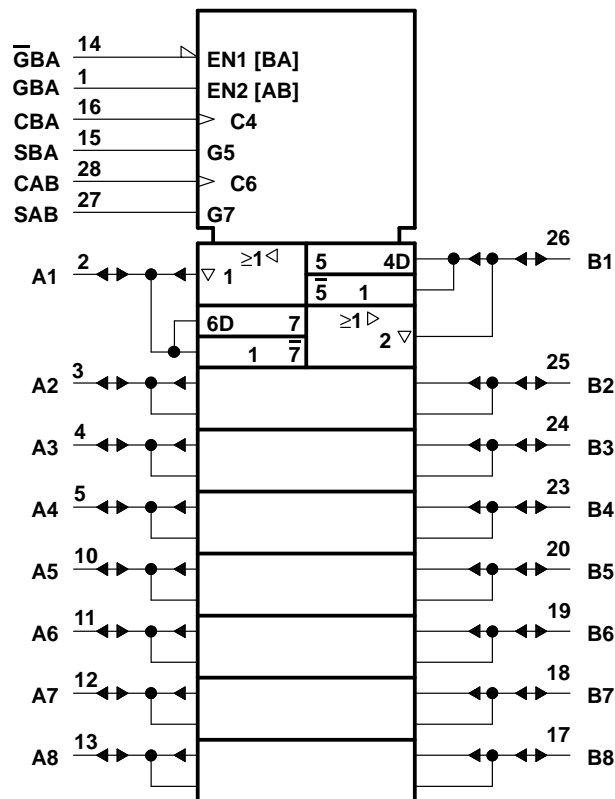 G̅BA 14 EN1 [BA]
GBA 1 EN2 [AB]
CBA 16 C4
SBA 15 G5
CAB 28 C6
SAB 27 G7
A1 2 ▽ 1 ≥1 ◁ 5 4D 26 B1
5̅ 1
6D 7 ≥1 ▷
1 7̅ 2 ▽
A2 3 25 B2
A3 4 24 B3
A4 5 23 B4
A5 10 20 B5
A6 11 19 B6
A7 12 18 B7
A8 13 17 B8